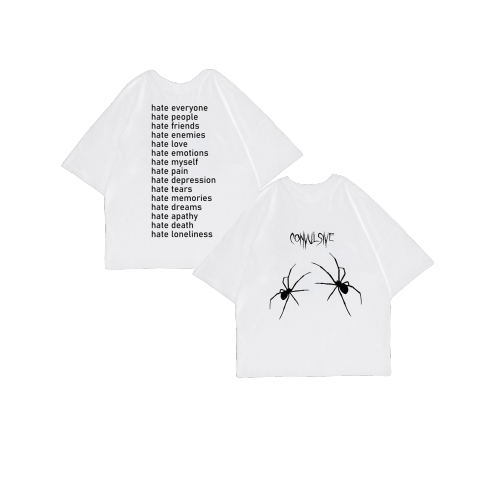 hate everyone
hate people
hate friends
hate enemies
hate love
hate emotions
hate myself
hate pain
hate depression
hate tears
hate memories
hate dreams
hate apathy
hate death
hate loneliness
CONVULSIVE